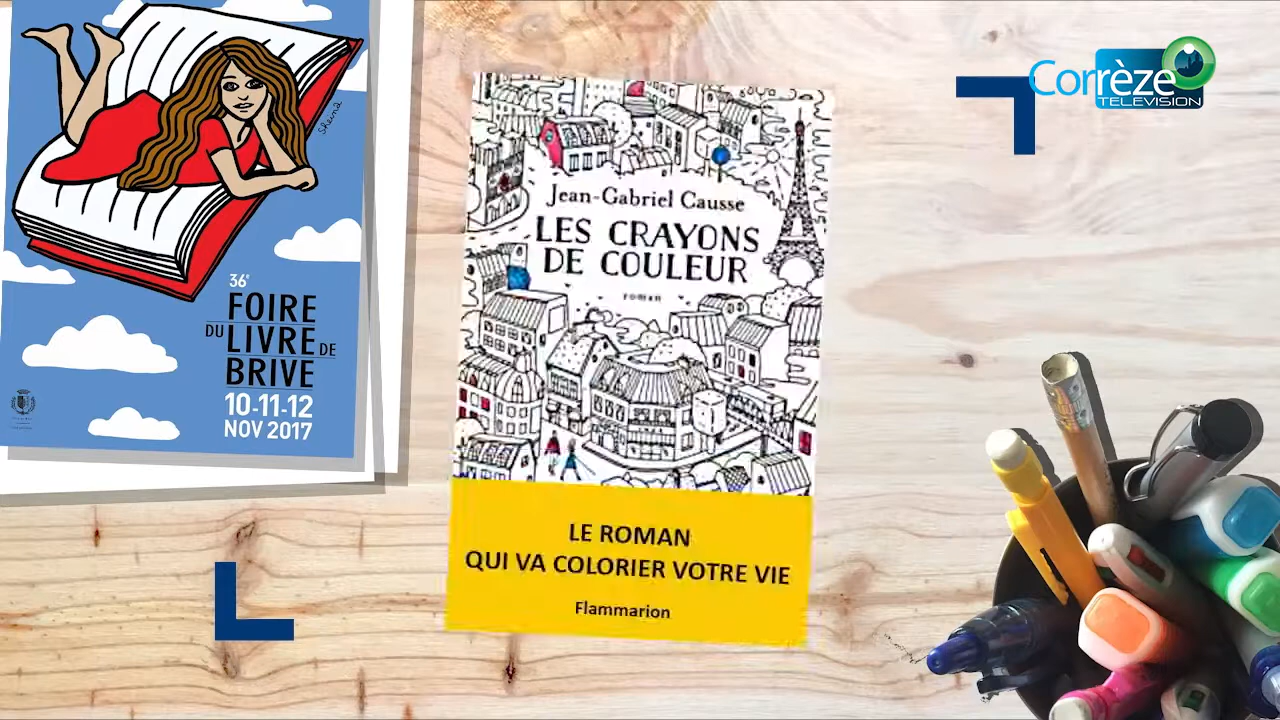 Sheina
36e
FOIRE
DU LIVRE DE
BRIVE
10-11-12
NOV 2017
Jean-Gabriel Causse
LES CRAYONS
DE COULEUR
roman
LE ROMAN
QUI VA COLORIER VOTRE VIE
Flammarion
Corrèze
TELEVISION